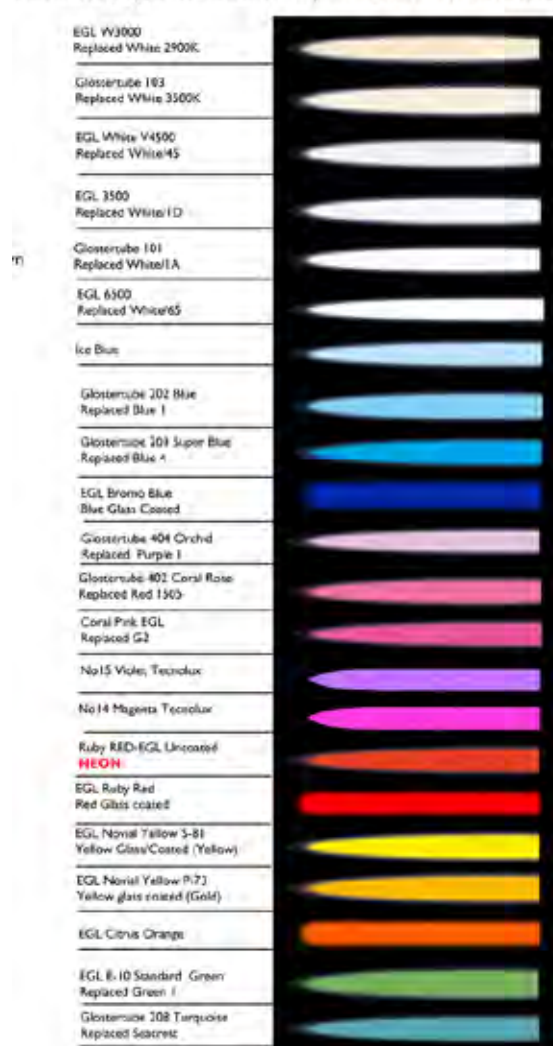 EGL W3000
Replaced White 2900K
Glostertube 103
Replaced White 3500K
EGL White V4500
Replaced White/45
EGL 3500
Replaced White/1D
Glostertube 101
Replaced White/1A
EGL 6500
Replaced White/65
Ice Blue
Glostertube 202 Blue
Replaced Blue 1
Glostertube 203 Super Blue
Replaced Blue 4
EGL Bromo Blue
Blue Glass Coated
Glostertube 404 Orchid
Replaced Purple 1
Glostertube 402 Coral Rose
Replaced Red 1505
Coral Pink EGL
Replaced G2
No15 Violet, Tecnolux
No14 Magenta Tecnolux
Ruby RED-EGL Uncoated
NEON
EGL Ruby Red
Red Glass coated
EGL Novial Yellow S-81
Yellow Glass/Coated (Yellow)
EGL Novial Yellow P-73
Yellow glass coated (Gold)
EGL Citrus Orange
EGL E-10 Standard Green
Replaced Green 1
Glostertube 208 Turquoise
Replaced Seacrest